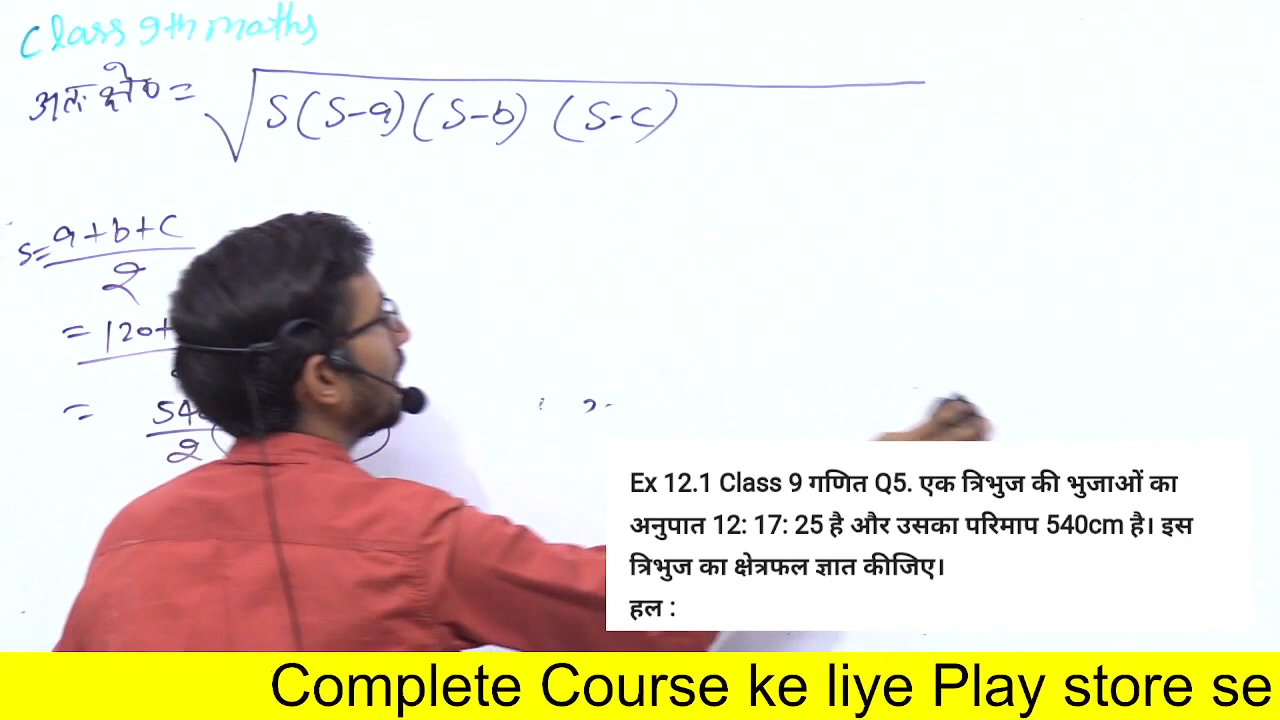 Class 9th maths
अतः क्षे० = √S(S-a)(S-b)(S-c)
S= a+b+c
2
= 120+
= 540
2
Ex 12.1 Class 9 गणित Q5. एक त्रिभुज की भुजाओं का
अनुपात 12: 17: 25 है और उसका परिमाप 540cm है। इस
त्रिभुज का क्षेत्रफल ज्ञात कीजिए।
हल :
Complete Course ke liye Play store se